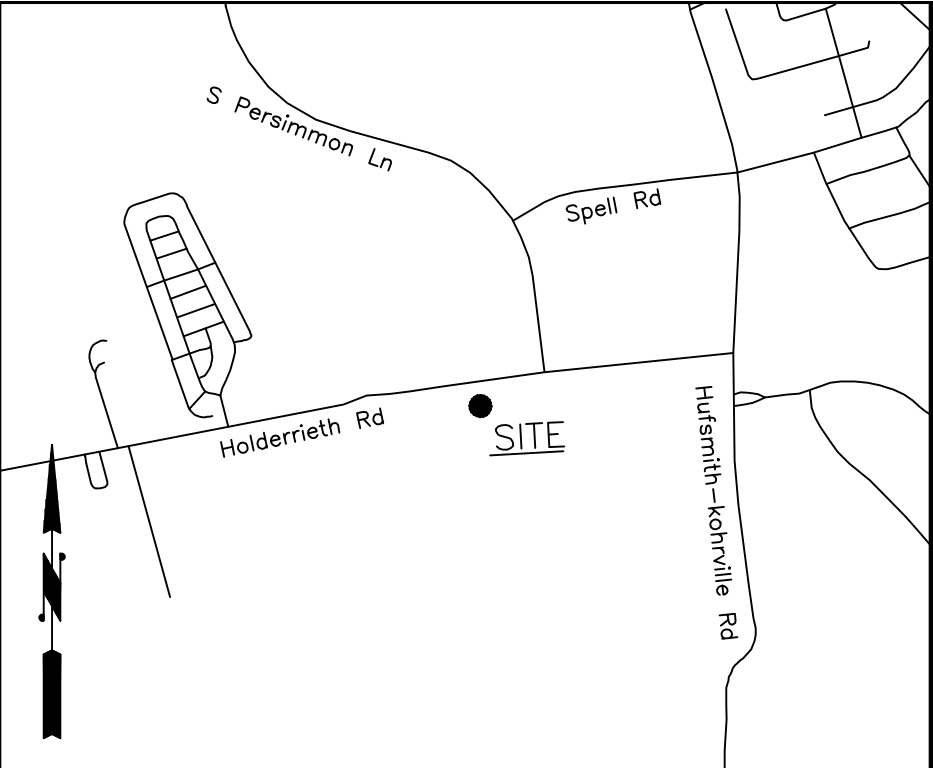 S Persimmon Ln
Spell Rd
Holderrieth Rd
SITE
Hufsmith-kohrville Rd
N